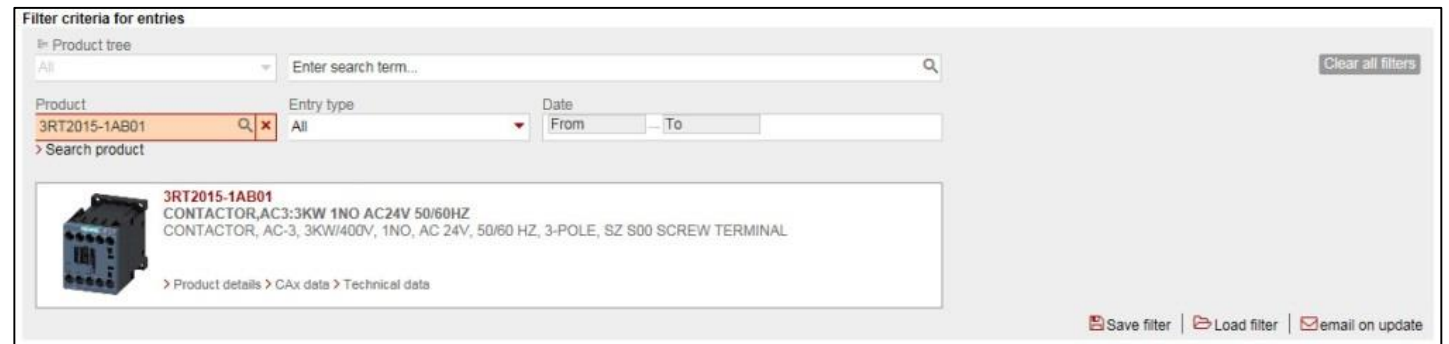 Filter criteria for entries
Product tree
All
Enter search term...
Clear all filters
Product Entry type Date
3RT2015-1AB01 All From ... To
> Search product
3RT2015-1AB01
CONTACTOR,AC3:3KW 1NO AC24V 50/60HZ
CONTACTOR, AC-3, 3KW/400V, 1NO, AC 24V, 50/60 HZ, 3-POLE, SZ S00 SCREW TERMINAL
> Product details > CAx data > Technical data
Save filter | Load filter | email on update